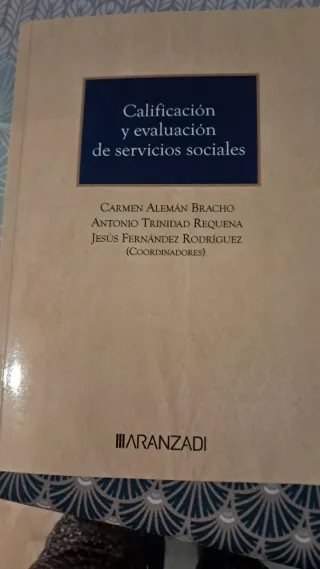 Calificación
y evaluación
de servicios sociales
Carmen Alemán Bracho
Antonio Trinidad Requena
Jesús Fernández Rodríguez
(Coordinadores)
ARANZADI